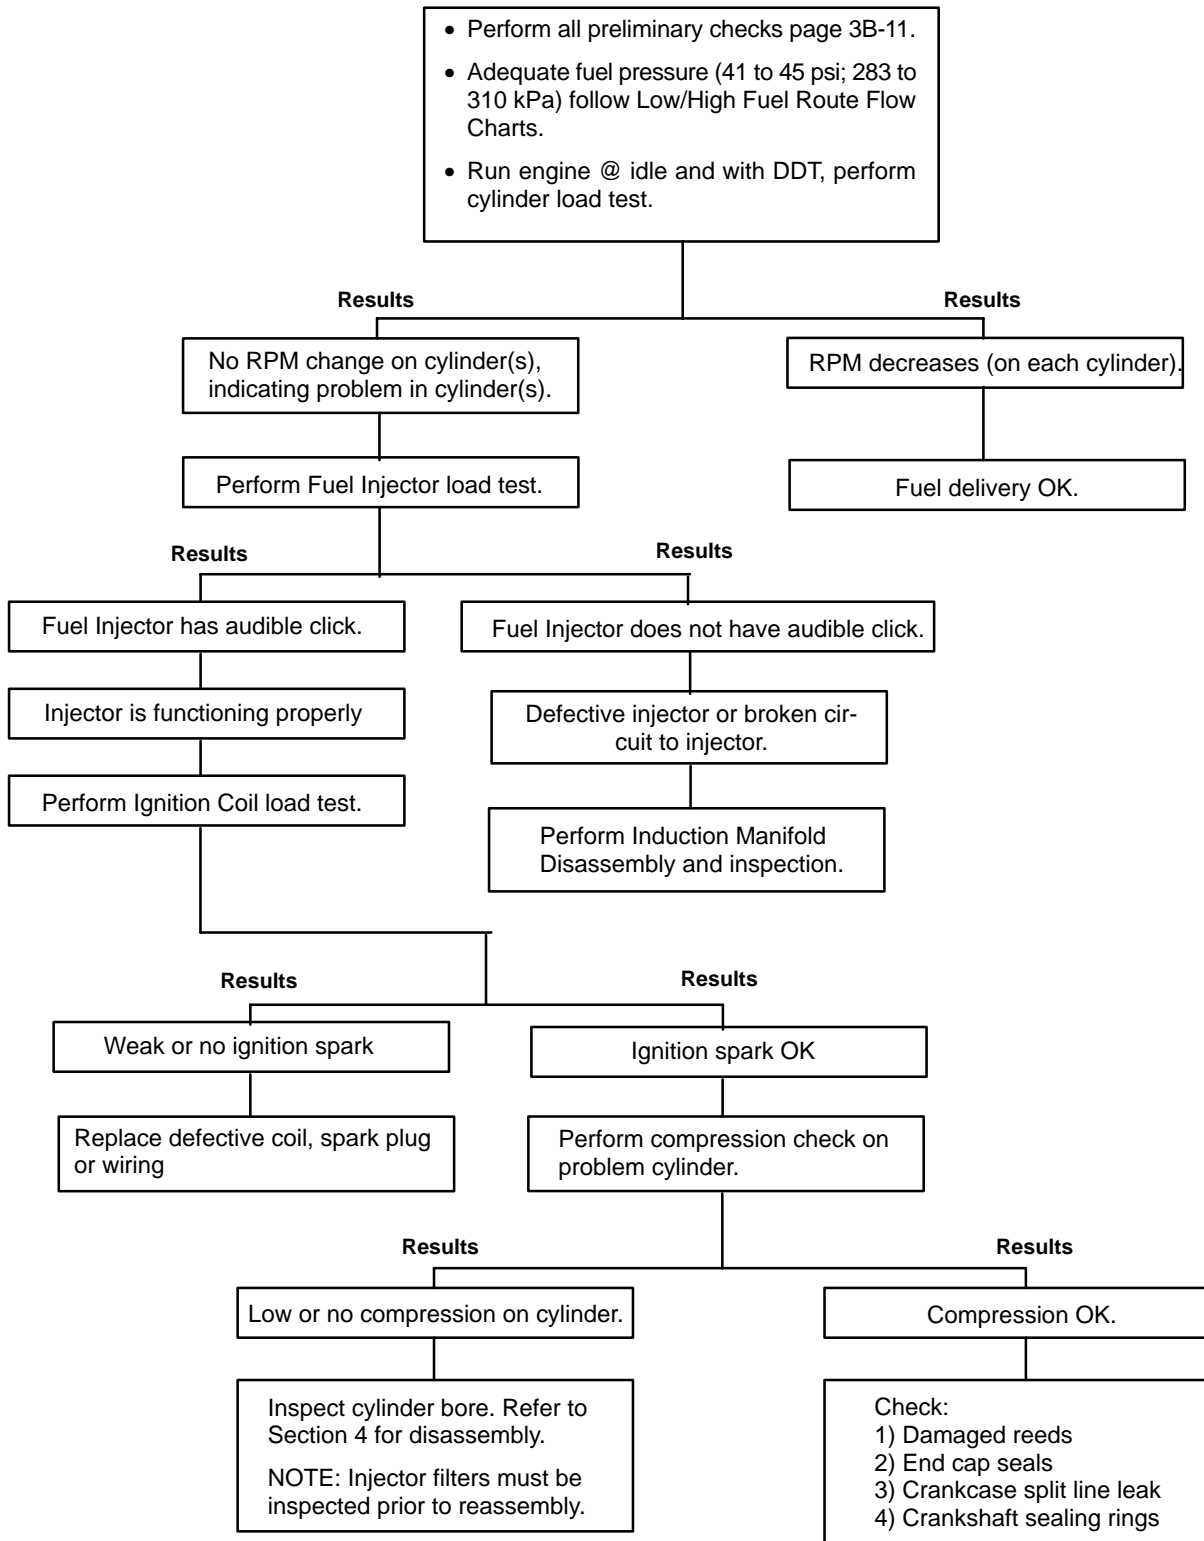 • Perform all preliminary checks page 3B-11.
• Adequate fuel pressure (41 to 45 psi; 283 to
310 kPa) follow Low/High Fuel Route Flow
Charts.
• Run engine @ idle and with DDT, perform
cylinder load test.
Results
Results
No RPM change on cylinder(s),
indicating problem in cylinder(s).
RPM decreases (on each cylinder).
Perform Fuel Injector load test.
Fuel delivery OK.
Results
Results
Fuel Injector has audible click.
Fuel Injector does not have audible click.
Injector is functioning properly
Defective injector or broken cir-
cuit to injector.
Perform Ignition Coil load test.
Perform Induction Manifold
Disassembly and inspection.
Results
Results
Weak or no ignition spark
Ignition spark OK
Replace defective coil, spark plug
or wiring
Perform compression check on
problem cylinder.
Results
Results
Low or no compression on cylinder.
Compression OK.
Inspect cylinder bore. Refer to
Section 4 for disassembly.
NOTE: Injector filters must be
inspected prior to reassembly.
Check:
1) Damaged reeds
2) End cap seals
3) Crankcase split line leak
4) Crankshaft sealing rings